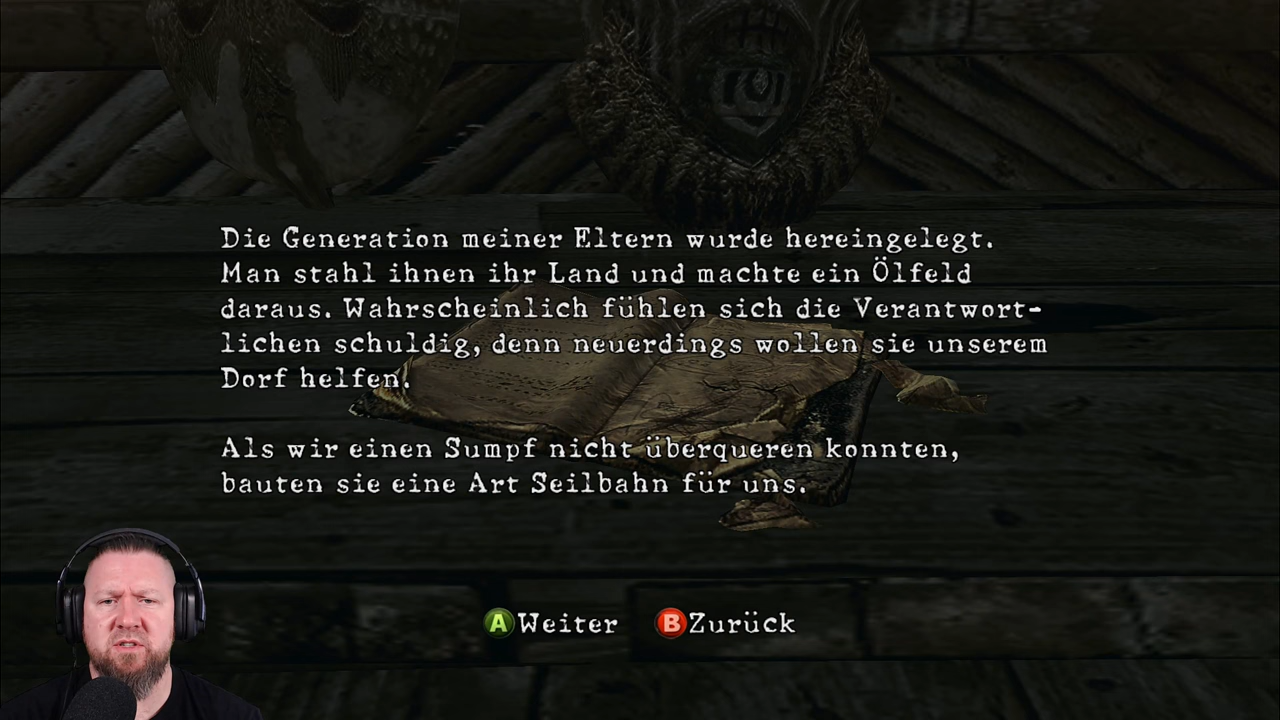 Die Generation meiner Eltern wurde hereingelegt.
Man stahl ihnen ihr Land und machte ein Ölfeld
daraus. Wahrscheinlich fühlen sich die Verantwort-
lichen schuldig, denn neuerdings wollen sie unserem
Dorf helfen.
Als wir einen Sumpf nicht überqueren konnten,
bauten sie eine Art Seilbahn für uns.
A Weiter B Zurück